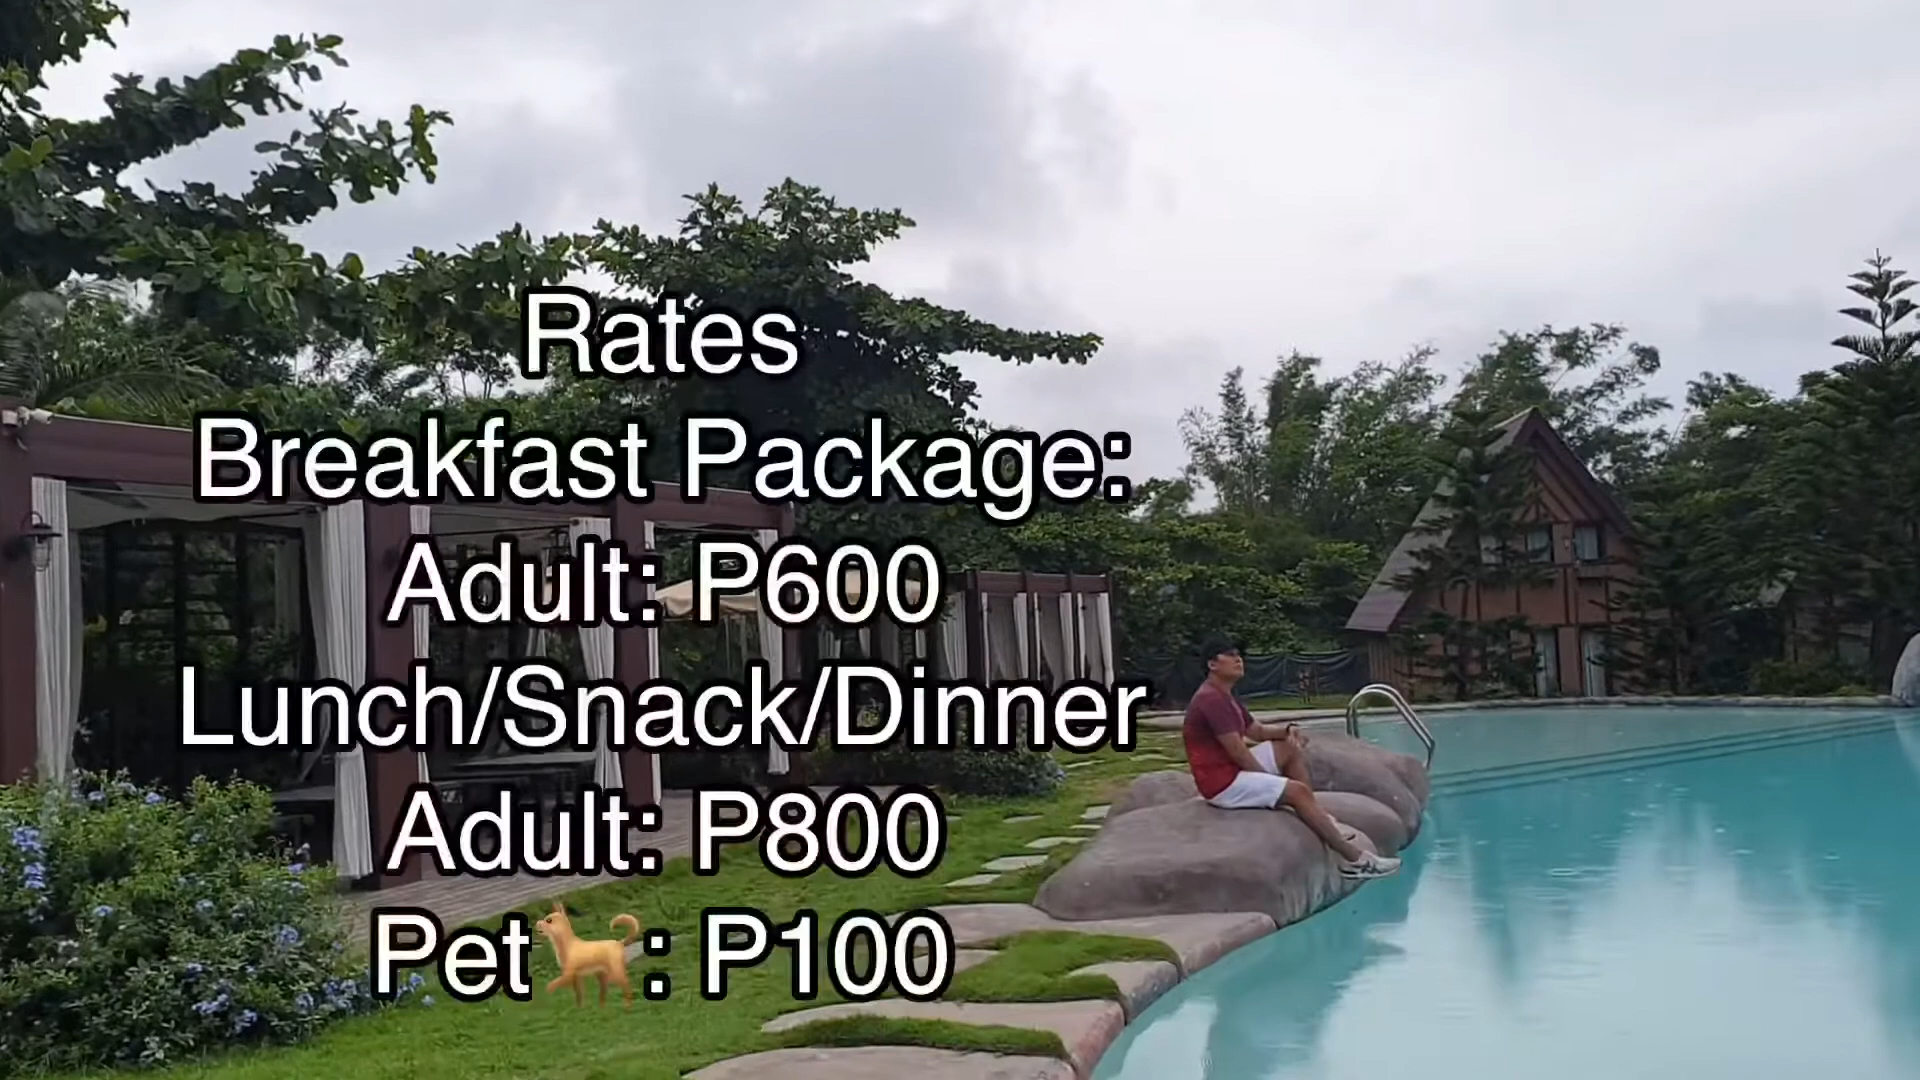 Rates
Breakfast Package:
Adult: P600
Lunch/Snack/Dinner
Adult: P800
Pet🐕: P100